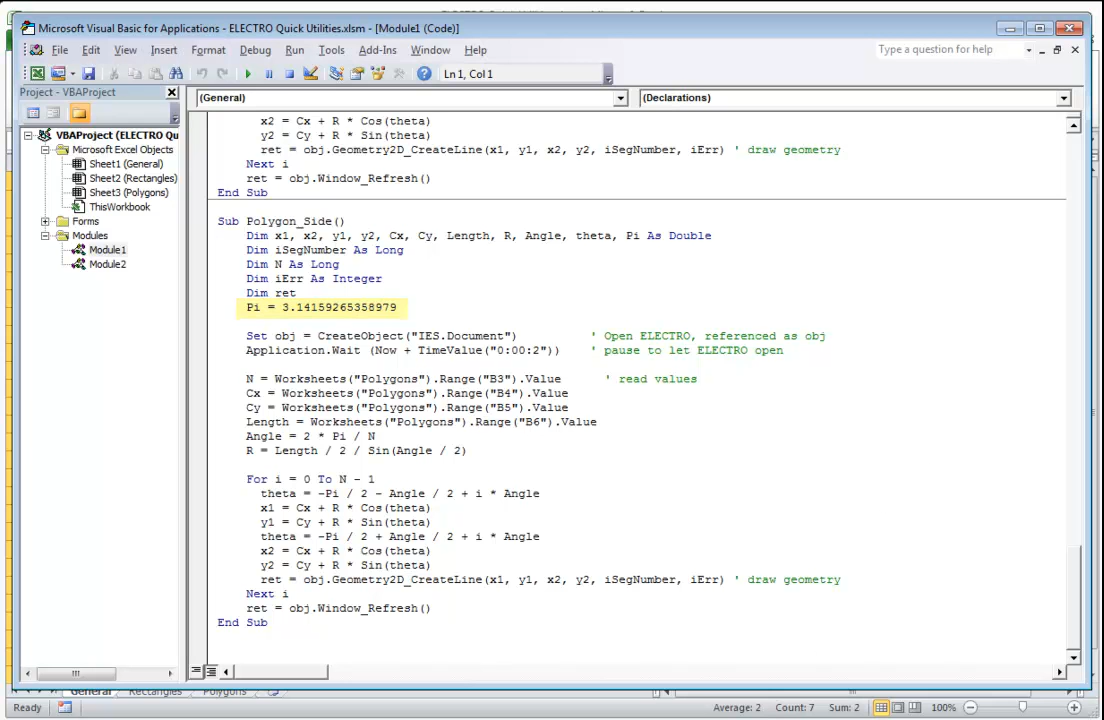 Microsoft Visual Basic for Applications - ELECTRO Quick Utilities.xlsm - [Module1 (Code)]
File Edit View Insert Format Debug Run Tools Add-Ins Window Help
Type a question for help
Ln 1, Col 1
Project - VBAProject
(General)
(Declarations)
VBAProject (ELECTRO Qu
Microsoft Excel Objects
Sheet1 (General)
Sheet2 (Rectangles)
Sheet3 (Polygons)
ThisWorkbook
Forms
Modules
Module1
Module2
x2 = Cx + R * Cos(theta)
y2 = Cy + R * Sin(theta)
ret = obj.Geometry2D_CreateLine(x1, y1, x2, y2, iSegNumber, iErr) ' draw geometry
Next i
ret = obj.Window_Refresh()
End Sub
Sub Polygon_Side()
Dim x1, x2, y1, y2, Cx, Cy, Length, R, Angle, theta, Pi As Double
Dim iSegNumber As Long
Dim N As Long
Dim iErr As Integer
Dim ret
Pi = 3.14159265358979
Set obj = CreateObject("IES.Document") ' Open ELECTRO, referenced as obj
Application.Wait (Now + TimeValue("0:00:2")) ' pause to let ELECTRO open
N = Worksheets("Polygons").Range("B3").Value ' read values
Cx = Worksheets("Polygons").Range("B4").Value
Cy = Worksheets("Polygons").Range("B5").Value
Length = Worksheets("Polygons").Range("B6").Value
Angle = 2 * Pi / N
R = Length / 2 / Sin(Angle / 2)
For i = 0 To N - 1
theta = -Pi / 2 - Angle / 2 + i * Angle
x1 = Cx + R * Cos(theta)
y1 = Cy + R * Sin(theta)
theta = -Pi / 2 + Angle / 2 + i * Angle
x2 = Cx + R * Cos(theta)
y2 = Cy + R * Sin(theta)
ret = obj.Geometry2D_CreateLine(x1, y1, x2, y2, iSegNumber, iErr) ' draw geometry
Next i
ret = obj.Window_Refresh()
End Sub
General Rectangles Polygons
Ready
Average: 2 Count: 7 Sum: 2 100%